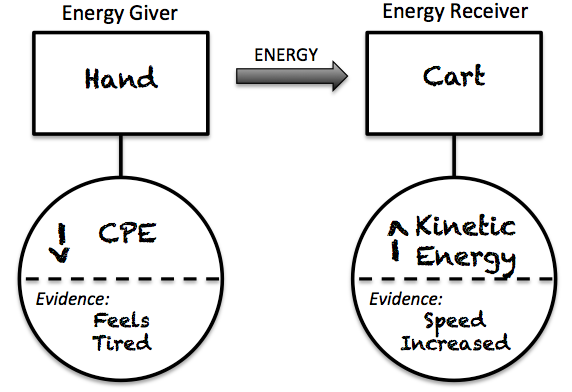 Energy Giver
Energy Receiver
Hand
ENERGY
Cart
CPE
Evidence:
Feels
Tired
Kinetic
Energy
Evidence:
Speed
Increased